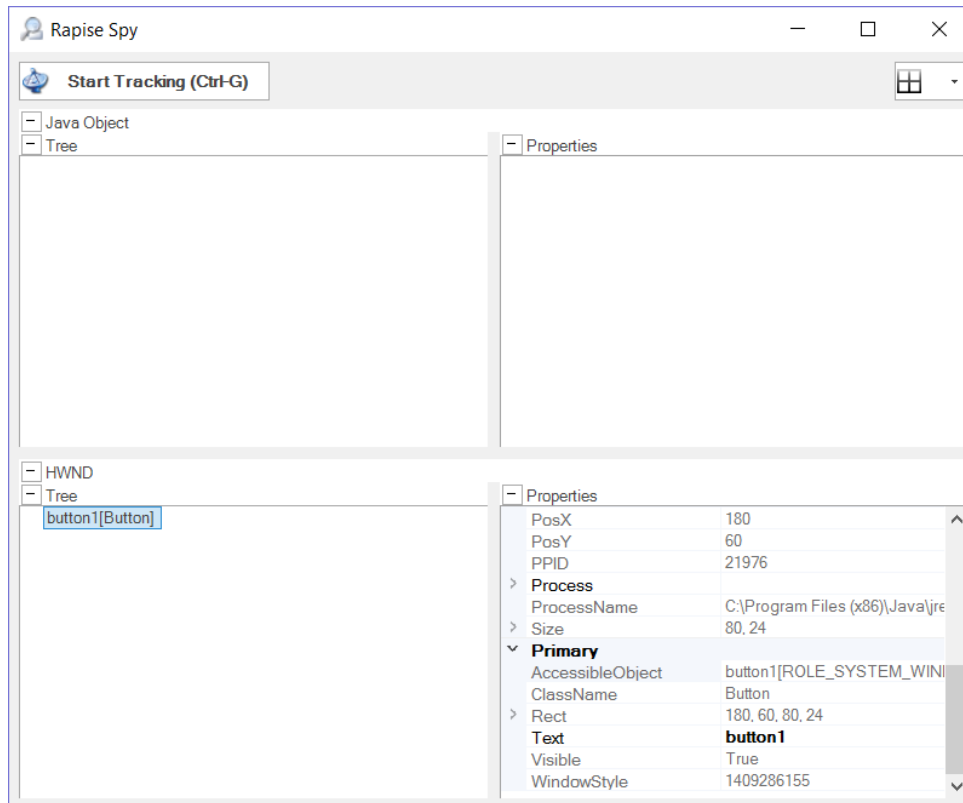 Rapise Spy
Start Tracking (Ctrl-G)
Java Object
Tree
Properties
HWND
Tree
button1[Button]
Properties
PosX 180
PosY 60
PPID 21976
Process
ProcessName C:\Program Files (x86)\Java\jre
Size 80, 24
Primary
AccessibleObject button1[ROLE_SYSTEM_WIN
ClassName Button
Rect 180, 60, 80, 24
Text button1
Visible True
WindowStyle 1409286155